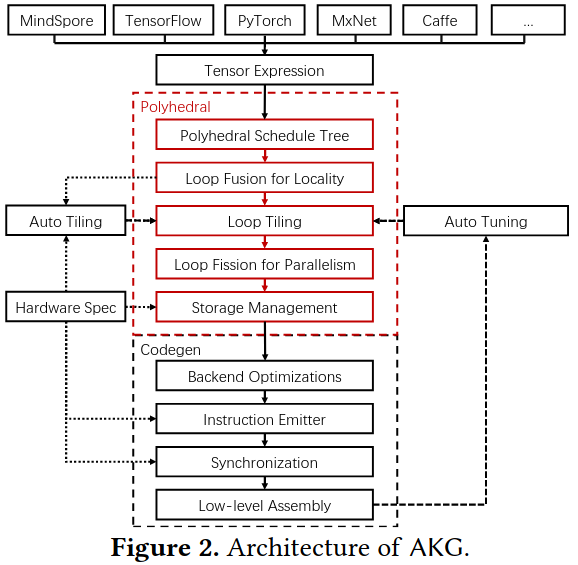 MindSpore TensorFlow PyTorch MxNet Caffe ...
Tensor Expression
Polyhedral
Polyhedral Schedule Tree
Loop Fusion for Locality
Auto Tiling Loop Tiling Auto Tuning
Loop Fission for Parallelism
Hardware Spec Storage Management
Codegen
Backend Optimizations
Instruction Emitter
Synchronization
Low-level Assembly
Figure 2. Architecture of AKG.